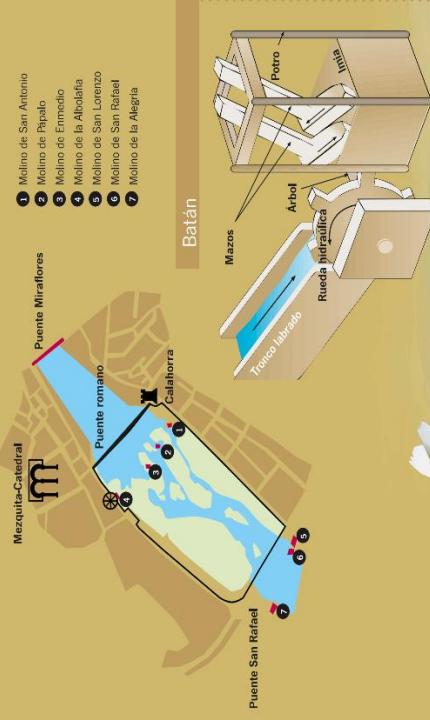 Mezquita-Catedral
Puente Miraflores
Puente romano
Calahorra
Puente San Rafael
1
2
3
4
5
6
7
1 Molino de San Antonio
2 Molino de Pápalo
3 Molino de Enmedio
4 Molino de la Albolafia
5 Molino de San Lorenzo
6 Molino de San Rafael
7 Molino de la Alegría
Batán
Mazos
Potro
Árbol
Rueda hidraúlica
Tronco labrado